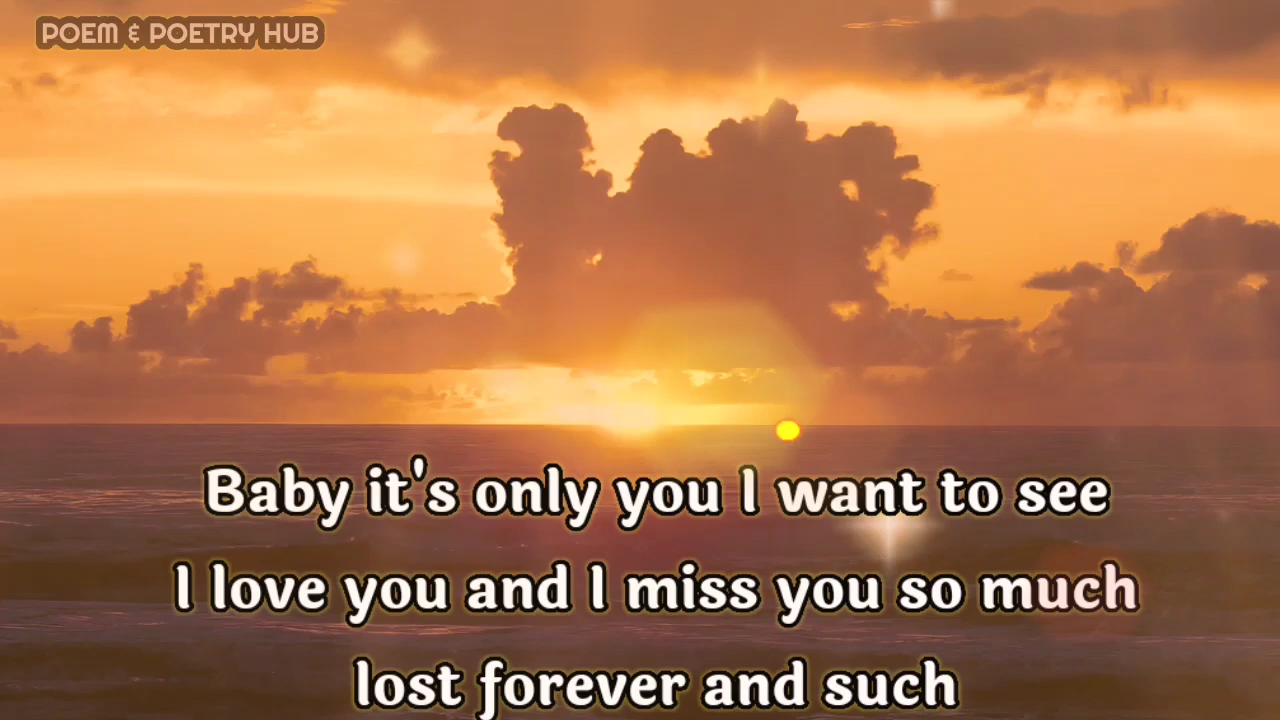 POEM & POETRY HUB
Baby it's only you I want to see
I love you and I miss you so much
lost forever and such